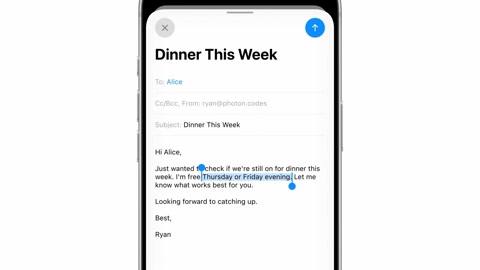 Dinner This Week
To: Alice
Cc/Bcc, From: ryan@photon.codes
Subject: Dinner This Week
Hi Alice,
Just wanted to check if we're still on for dinner this
week. I'm free Thursday or Friday evening. Let me
know what works best for you.
Looking forward to catching up.
Best,
Ryan